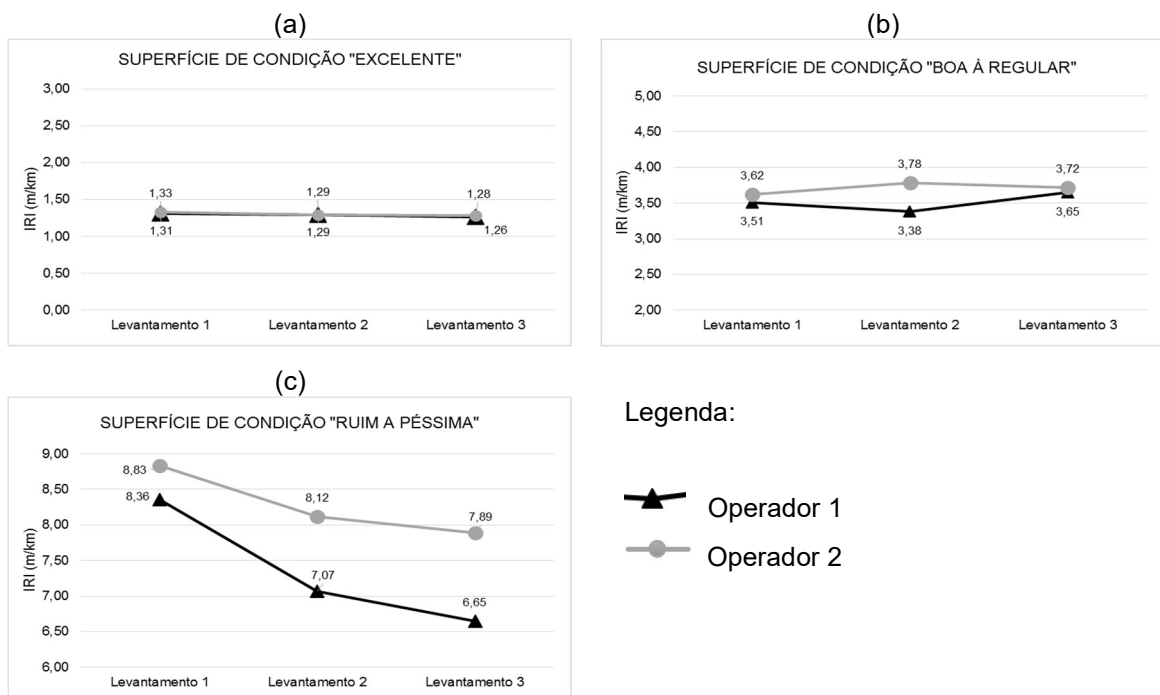 (a)
SUPERFÍCIE DE CONDIÇÃO "EXCELENTE"
3,00
2,50
2,00
1,50
1,00
0,50
0,00
IRI (m/km)
1,33
1,29
1,28
1,31
1,29
1,26
Levantamento 1
Levantamento 2
Levantamento 3
(b)
SUPERFÍCIE DE CONDIÇÃO "BOA À REGULAR"
5,00
4,50
4,00
3,50
3,00
2,50
2,00
IRI (m/km)
3,62
3,78
3,72
3,51
3,38
3,65
Levantamento 1
Levantamento 2
Levantamento 3
(c)
SUPERFÍCIE DE CONDIÇÃO "RUIM A PÉSSIMA"
9,00
8,50
8,00
7,50
7,00
6,50
6,00
IRI (m/km)
8,83
8,12
7,89
8,36
7,07
6,65
Levantamento 1
Levantamento 2
Levantamento 3
Legenda:
Operador 1
Operador 2